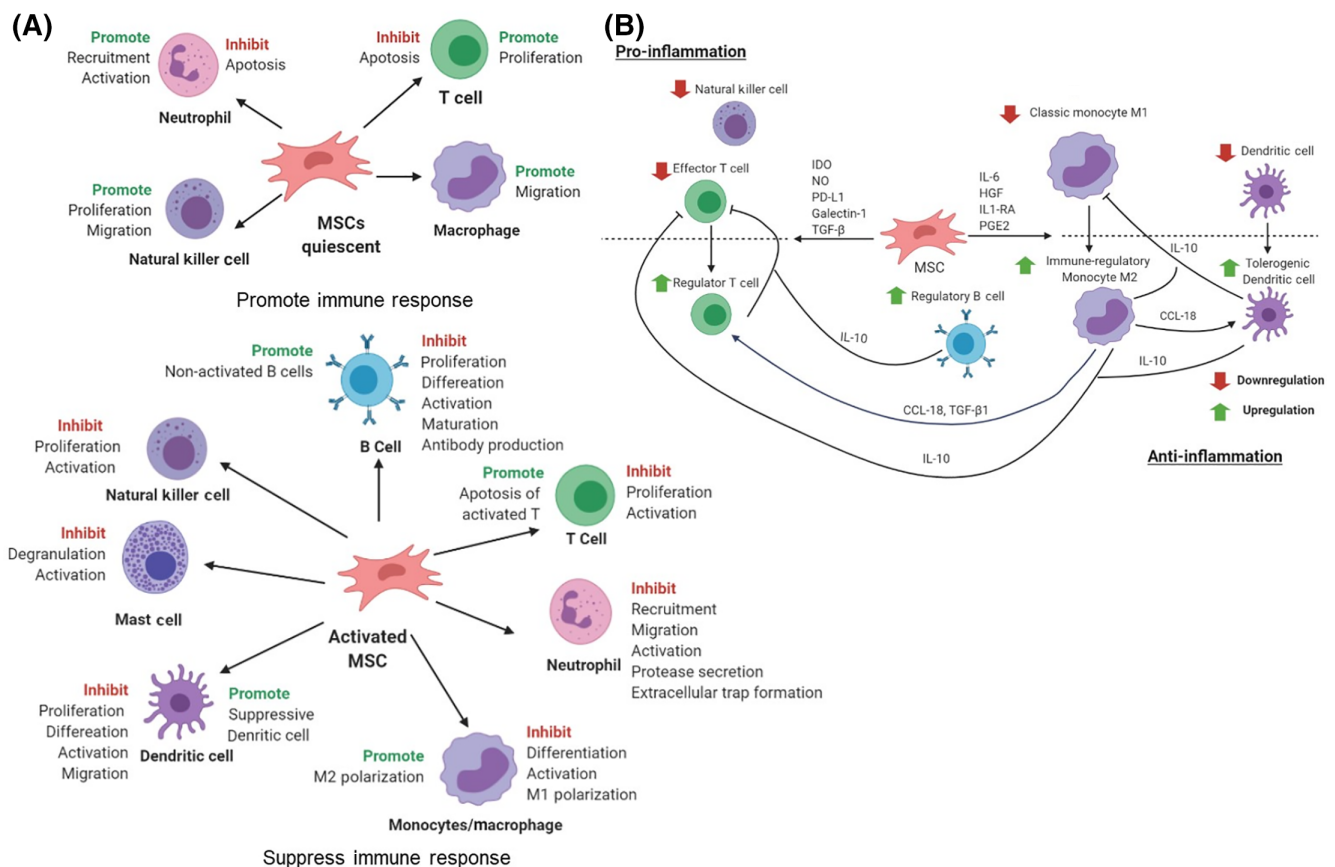 (A)
Promote
Recruitment
Activation
Inhibit
Apotosis
Neutrophil
Inhibit
Apotosis
Promote
Proliferation
T cell
Promote
Proliferation
Migration
Natural killer cell
MSCs
quiescent
Promote
Migration
Macrophage
Promote immune response
Promote
Non-activated B cells
Inhibit
Proliferation
Differeation
Activation
Maturation
Antibody production
B Cell
Inhibit
Proliferation
Activation
Natural killer cell
Promote
Apotosis of
activated T
Inhibit
Proliferation
Activation
T Cell
Inhibit
Degranulation
Activation
Mast cell
Activated
MSC
Inhibit
Recruitment
Migration
Activation
Protease secretion
Extracellular trap formation
Neutrophil
Inhibit
Proliferation
Differeation
Activation
Migration
Promote
Suppressive
Denritic cell
Dendritic cell
Promote
M2 polarization
Inhibit
Differentiation
Activation
M1 polarization
Monocytes/macrophage
Suppress immune response
(B)
Pro-inflammation
Natural killer cell
Classic monocyte M1
Dendritic cell
Effector T cell
IDO
NO
PD-L1
Galectin-1
TGF-β
IL-6
HGF
IL1-RA
PGE2
MSC
IL-10
Immune-regulatory
Monocyte M2
Tolerogenic
Dendritic cell
Regulator T cell
Regulatory B cell
IL-10
CCL-18
IL-10
CCL-18, TGF-β1
IL-10
Downregulation
Upregulation
Anti-inflammation